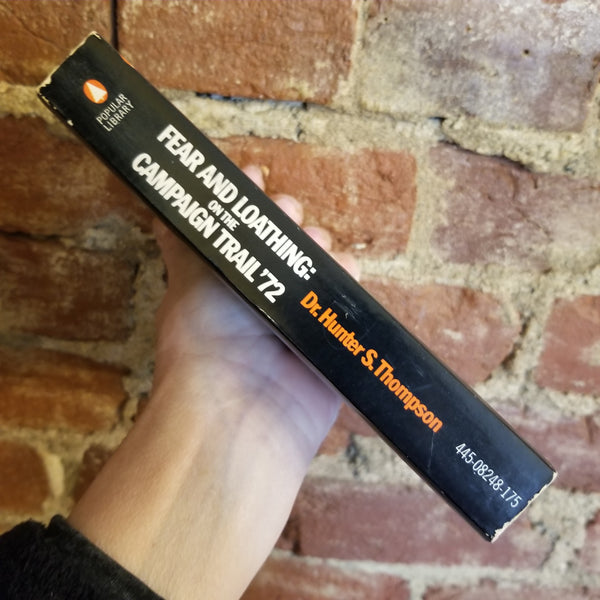 POPULAR
LIBRARY
FEAR AND LOATHING:
ON THE
CAMPAIGN TRAIL '72
Dr. Hunter S. Thompson
445-08248-175